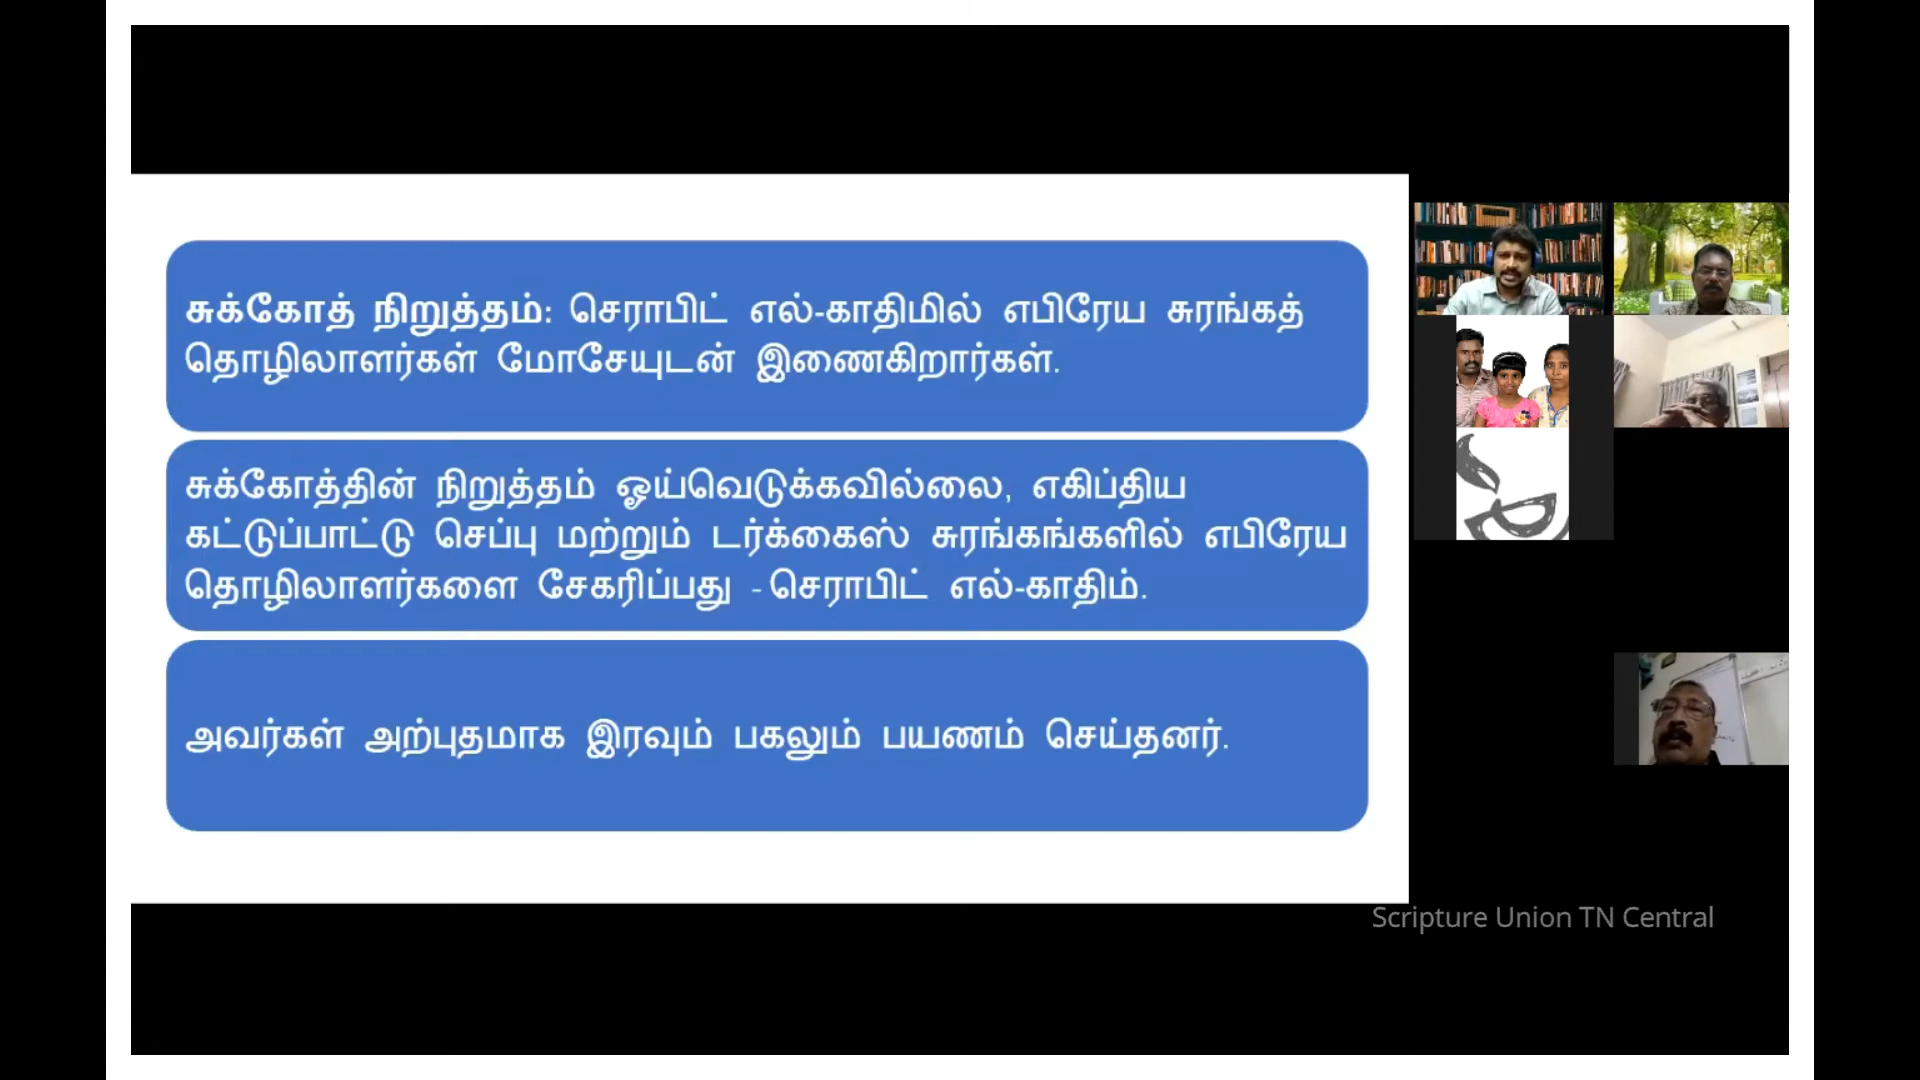 சுக்கோத் நிறுத்தம்: செராபிட் எல்-காதிமில் எபிரேய சுரங்கத்
தொழிலாளர்கள் மோசேயுடன் இணைகிறார்கள்.
சுக்கோத்தின் நிறுத்தம் ஓய்வெடுக்கவில்லை, எகிப்திய
கட்டுப்பாட்டு செப்பு மற்றும் டர்க்கைஸ் சுரங்கங்களில் எபிரேய
தொழிலாளர்களை சேகரிப்பது - செராபிட் எல்-காதிம்.
அவர்கள் அற்புதமாக இரவும் பகலும் பயணம் செய்தனர்.
Scripture Union TN Central